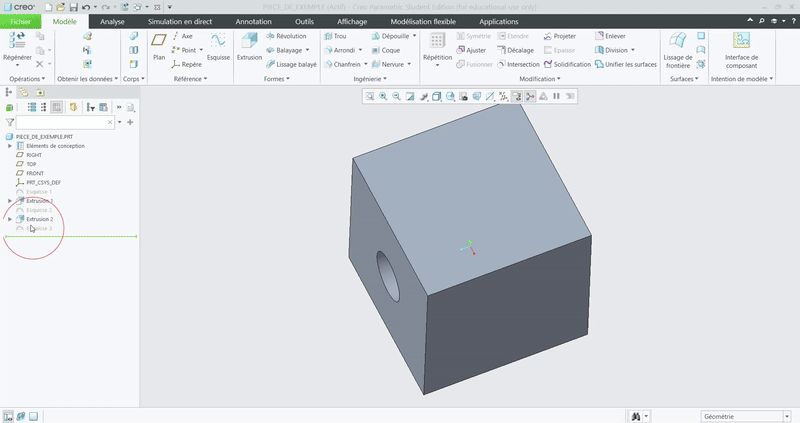 creo
PIECE_DE_EXEMPLE (Actif) - Creo Parametric Student Edition (for educational use only)
Fichier Modèle Analyse Simulation en direct Annotation Outils Affichage Modélisation flexible Applications
Révolution Trou Dépouille Symétrie Etendre Projeter Enlever
Axe
Point Balayage Arrondi Coque Ajuster Décalage Epaissir Division
Régénérer Plan Esquisse Extrusion Répétition Lissage de frontière Interface de composant
Repère Lissage balayé Chanfrein Nervure Fusionner Intersection Solidification Unifier les surfaces
Opérations Obtenir les données Corps Référence Formes Ingénierie Modification Surfaces Intention de modèle
PIECE_DE_EXEMPLE.PRT
Eléments de conception
RIGHT
TOP
FRONT
PRT_CSYS_DEF
Esquisse 1
Extrusion 1
Esquisse 2
Extrusion 2
Esquisse 3
Géométrie